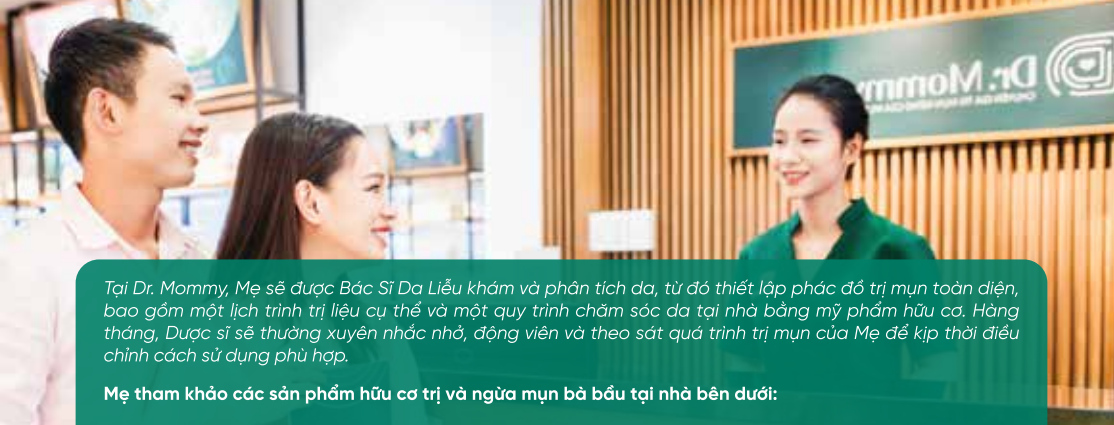 Dr. Mommy
Tại Dr. Mommy, Mẹ sẽ được Bác Sĩ Da Liễu khám và phân tích da, từ đó thiết lập phác đồ trị mụn toàn diện,
bao gồm một lịch trình trị liệu cụ thể và một quy trình chăm sóc da tại nhà bằng mỹ phẩm hữu cơ. Hàng
tháng, Dược sĩ sẽ thường xuyên nhắc nhở, động viên và theo sát quá trình trị mụn của Mẹ để kịp thời điều
chỉnh cách sử dụng phù hợp.
Mẹ tham khảo các sản phẩm hữu cơ trị và ngừa mụn bà bầu tại nhà bên dưới: